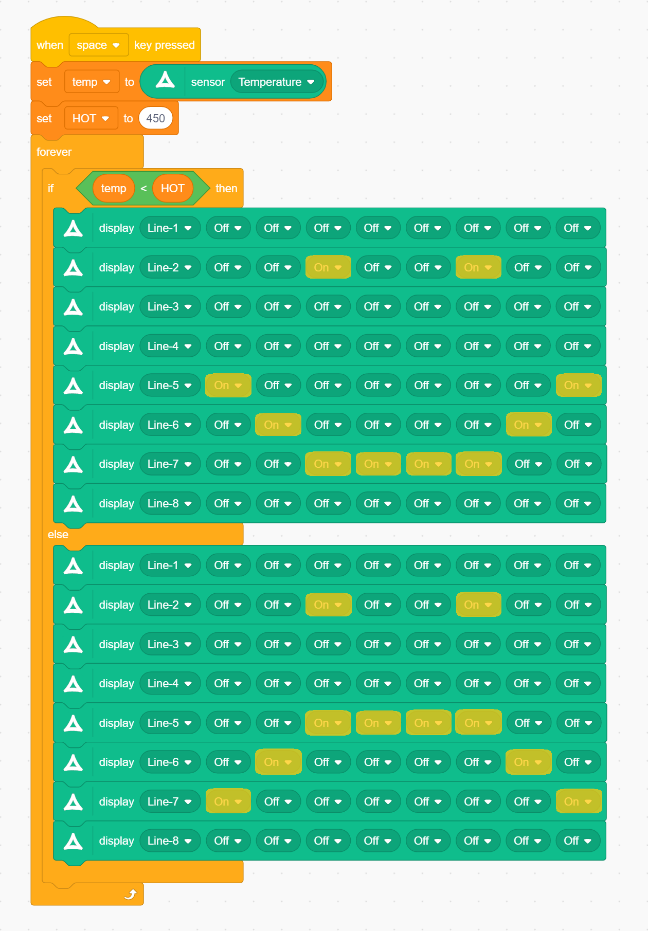 when space key pressed
set temp to sensor Temperature
set HOT to 450
forever
if temp < HOT then
display Line-1 Off Off Off Off Off Off Off Off
display Line-2 Off Off On Off Off On Off Off
display Line-3 Off Off Off Off Off Off Off Off
display Line-4 Off Off Off Off Off Off Off Off
display Line-5 On Off Off Off Off Off Off On
display Line-6 Off On Off Off Off Off On Off
display Line-7 Off Off On On On On Off Off
display Line-8 Off Off Off Off Off Off Off Off
else
display Line-1 Off Off Off Off Off Off Off Off
display Line-2 Off Off On Off Off On Off Off
display Line-3 Off Off Off Off Off Off Off Off
display Line-4 Off Off Off Off Off Off Off Off
display Line-5 Off Off On On On On Off Off
display Line-6 Off On Off Off Off Off On Off
display Line-7 On Off Off Off Off Off Off On
display Line-8 Off Off Off Off Off Off Off Off